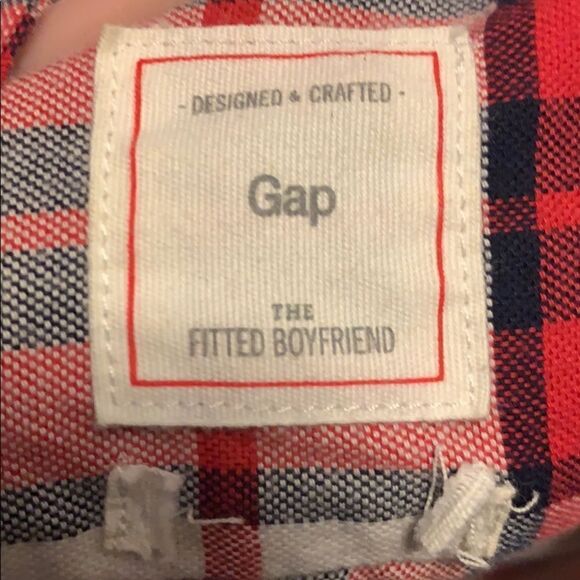 - DESIGNED & CRAFTED -
Gap
THE
FITTED BOYFRIEND